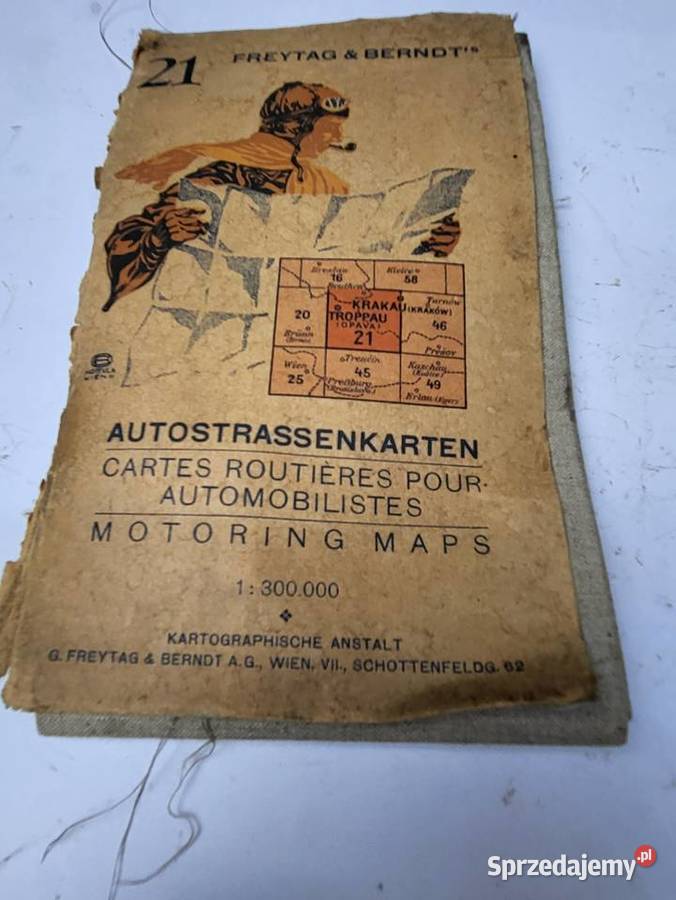 21
FREYTAG & BERNDT's
Breslau
16
Kielce
58
Beuthen
KRAKAU (KRAKÓW)
Tarnów
TROPPAU
(OPAVA)
20
21
46
Brünn
(Brno)
Prešov
Trenčín
Wien
25
45
Preßburg
(Bratislava)
Kaschau
(Košice)
49
Erlau (Eger)
WIEN
AUTOSTRASSENKARTEN
CARTES ROUTIÈRES POUR
AUTOMOBILISTES
MOTORING MAPS
1:300.000
KARTOGRAPHISCHE ANSTALT
G. FREYTAG & BERNDT A.G., WIEN, VII., SCHOTTENFELDG. 62
Sprzedajemy.pl